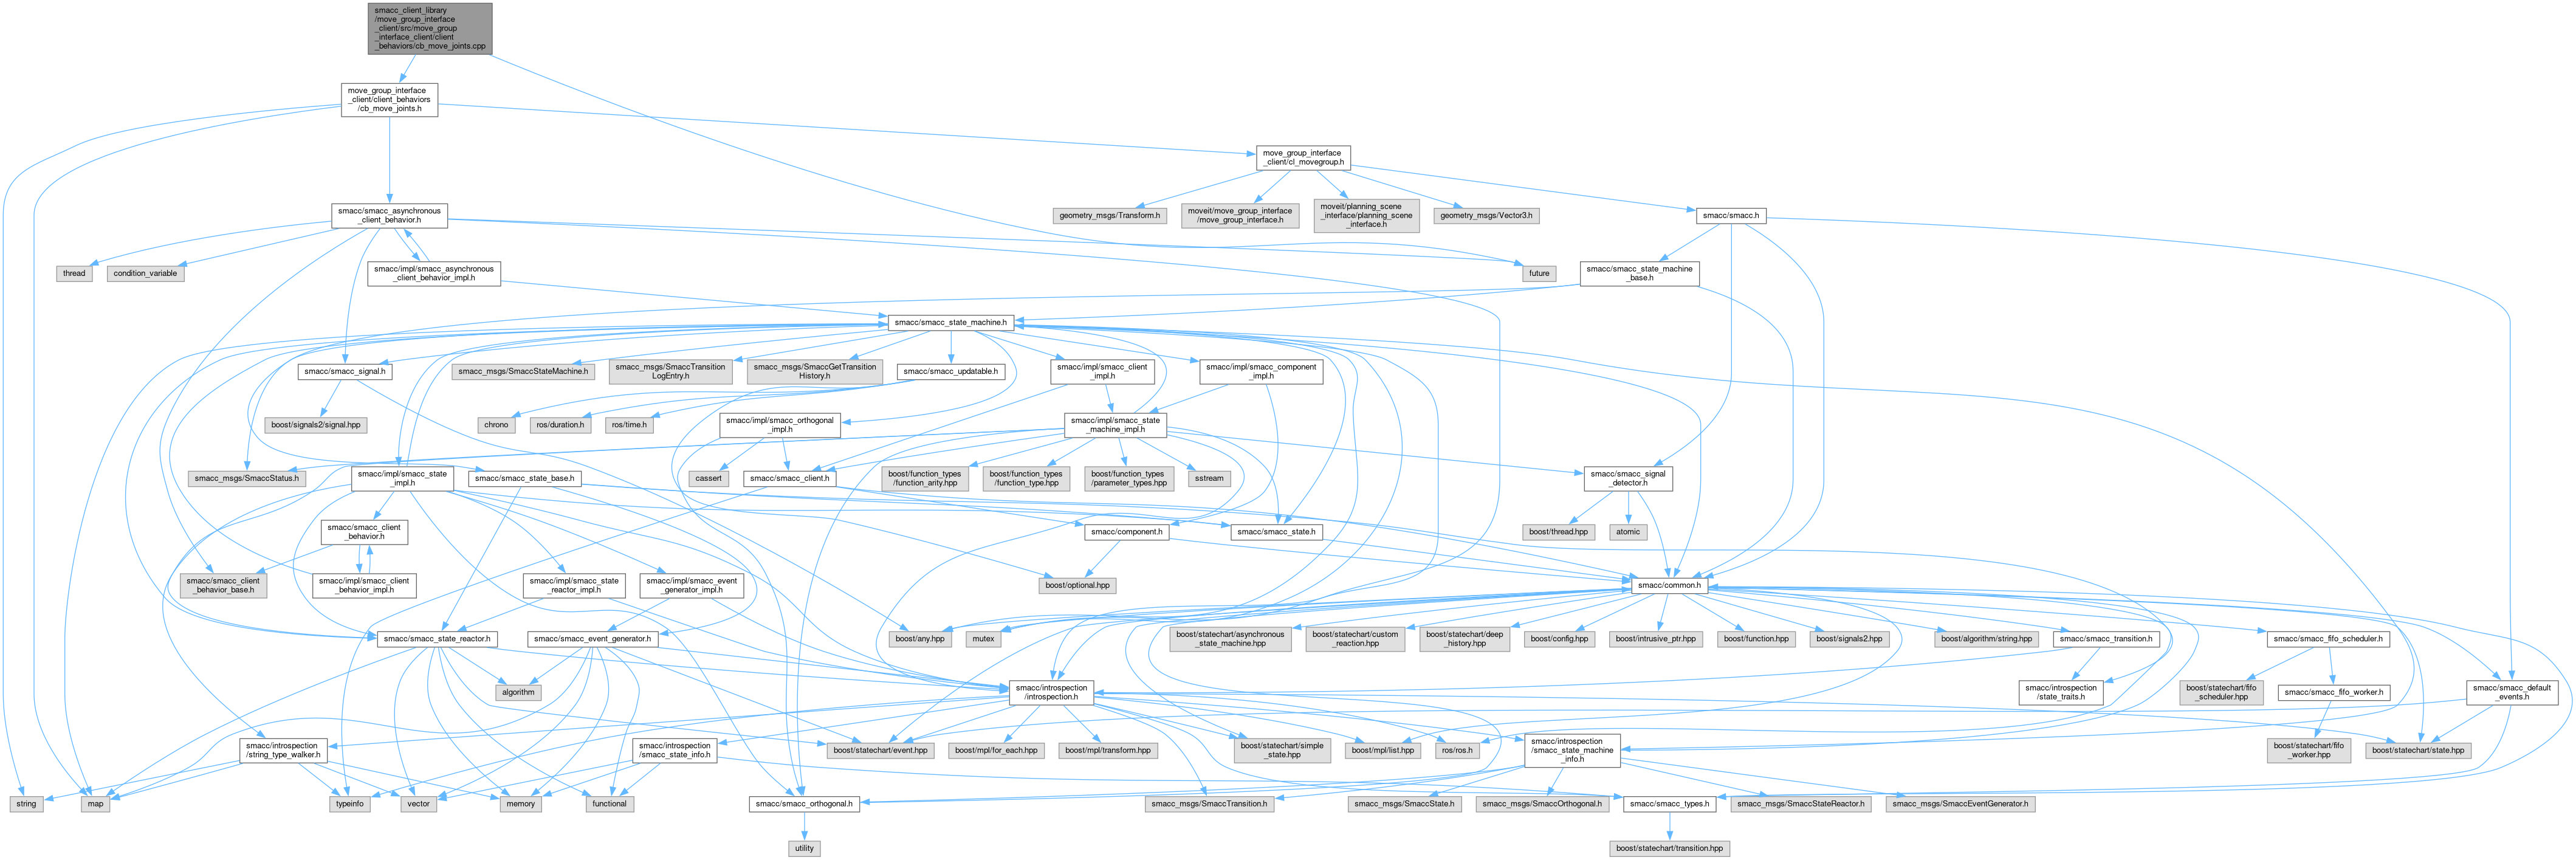 smacc_client_library
/move_group_interface
_client/src/move_group
_interface_client/client
_behaviors/cb_move_joints.cpp
move_group_interface
_client/client_behaviors
/cb_move_joints.h
move_group_interface
_client/cl_movegroup.h
smacc/smacc_asynchronous
_client_behavior.h
geometry_msgs/Transform.h
moveit/move_group_interface
/move_group_interface.h
moveit/planning_scene
_interface/planning_scene
_interface.h
geometry_msgs/Vector3.h
smacc/smacc.h
thread
condition_variable
smacc/impl/smacc_asynchronous
_client_behavior_impl.h
future
smacc/smacc_state_machine
_base.h
smacc/smacc_state_machine.h
smacc/smacc_signal.h
smacc_msgs/SmaccStateMachine.h
smacc_msgs/SmaccTransition
LogEntry.h
smacc_msgs/SmaccGetTransition
History.h
smacc/smacc_updatable.h
smacc/impl/smacc_client
_impl.h
smacc/impl/smacc_component
_impl.h
boost/signals2/signal.hpp
chrono
ros/duration.h
ros/time.h
smacc/impl/smacc_orthogonal
_impl.h
smacc/impl/smacc_state
_machine_impl.h
smacc_msgs/SmaccStatus.h
smacc/impl/smacc_state
_impl.h
smacc/smacc_state_base.h
cassert
smacc/smacc_client.h
boost/function_types
/function_arity.hpp
boost/function_types
/function_type.hpp
boost/function_types
/parameter_types.hpp
sstream
smacc/smacc_signal
_detector.h
smacc/smacc_client
_behavior.h
smacc/component.h
smacc/smacc_state.h
boost/thread.hpp
atomic
smacc/smacc_client
_behavior_base.h
smacc/impl/smacc_client
_behavior_impl.h
smacc/impl/smacc_state
_reactor_impl.h
smacc/impl/smacc_event
_generator_impl.h
boost/optional.hpp
smacc/common.h
smacc/smacc_state_reactor.h
smacc/smacc_event_generator.h
boost/any.hpp
mutex
boost/statechart/asynchronous
_state_machine.hpp
boost/statechart/custom
_reaction.hpp
boost/statechart/deep
_history.hpp
boost/config.hpp
boost/intrusive_ptr.hpp
boost/function.hpp
boost/signals2.hpp
boost/algorithm/string.hpp
smacc/smacc_transition.h
smacc/smacc_fifo_scheduler.h
algorithm
smacc/introspection
/introspection.h
smacc/introspection
/state_traits.h
boost/statechart/fifo
_scheduler.hpp
smacc/smacc_fifo_worker.h
smacc/smacc_default
_events.h
smacc/introspection
/string_type_walker.h
smacc/introspection
/smacc_state_info.h
boost/statechart/event.hpp
boost/mpl/for_each.hpp
boost/mpl/transform.hpp
boost/statechart/simple
_state.hpp
boost/mpl/list.hpp
ros/ros.h
smacc/introspection
/smacc_state_machine
_info.h
boost/statechart/fifo
_worker.hpp
boost/statechart/state.hpp
string
map
typeinfo
vector
memory
functional
smacc/smacc_orthogonal.h
smacc_msgs/SmaccTransition.h
smacc_msgs/SmaccState.h
smacc_msgs/SmaccOrthogonal.h
smacc/smacc_types.h
smacc_msgs/SmaccStateReactor.h
smacc_msgs/SmaccEventGenerator.h
utility
boost/statechart/transition.hpp